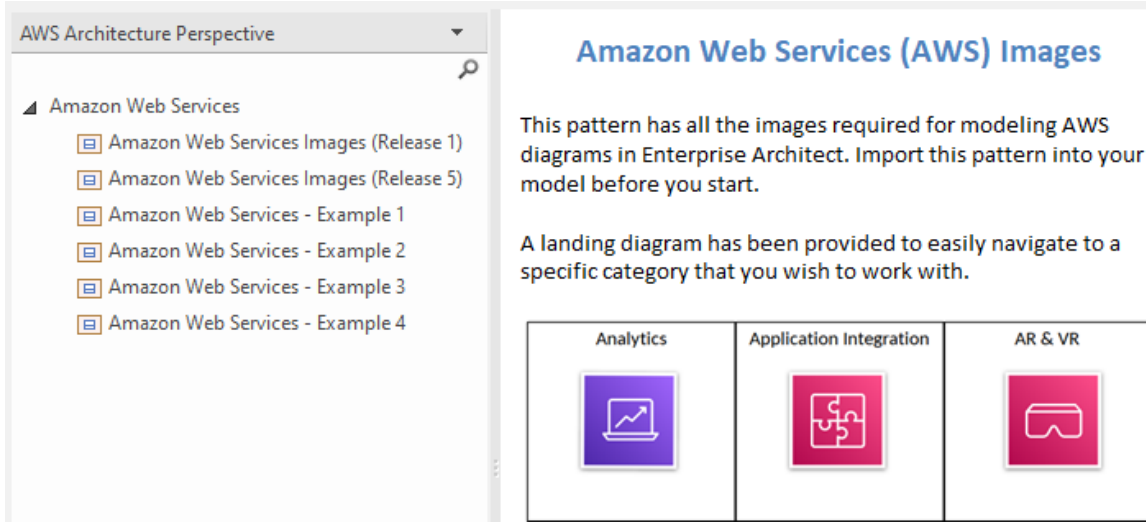 AWS Architecture Perspective
Amazon Web Services
Amazon Web Services Images (Release 1)
Amazon Web Services Images (Release 5)
Amazon Web Services - Example 1
Amazon Web Services - Example 2
Amazon Web Services - Example 3
Amazon Web Services - Example 4
Amazon Web Services (AWS) Images
This pattern has all the images required for modeling AWS
diagrams in Enterprise Architect. Import this pattern into your
model before you start.
A landing diagram has been provided to easily navigate to a
specific category that you wish to work with.
Analytics
Application Integration
AR & VR